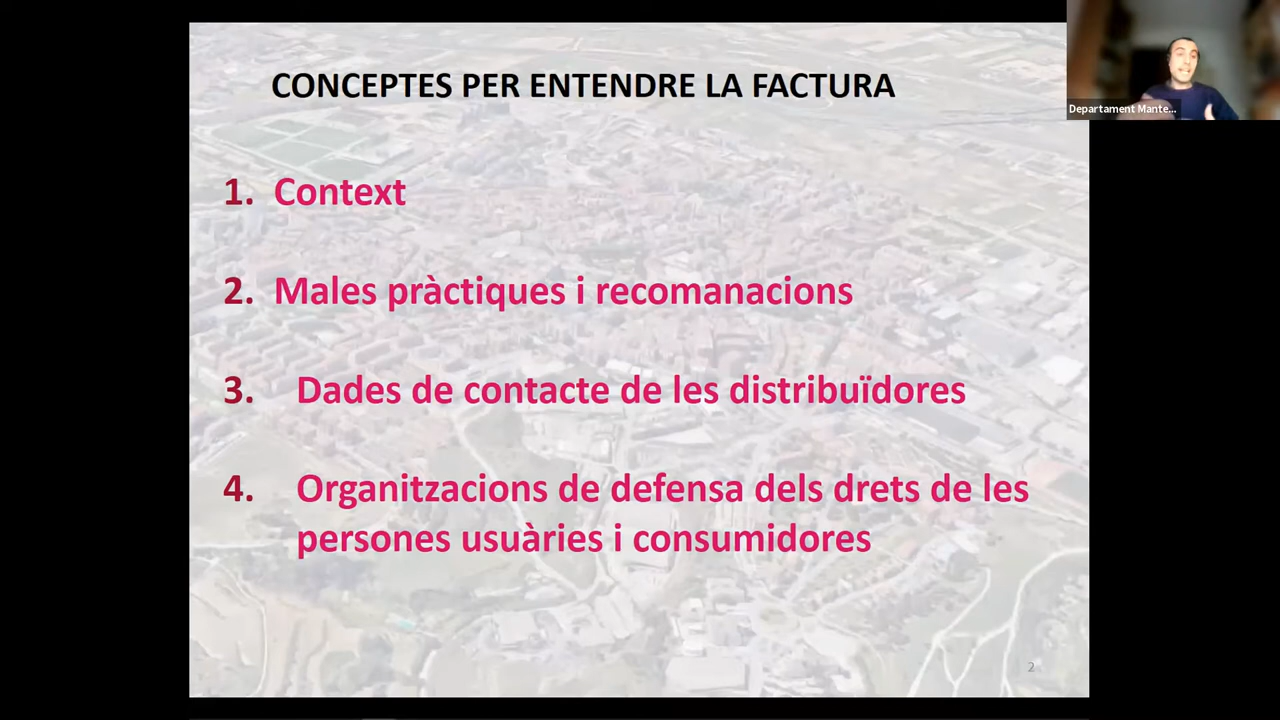 CONCEPTES PER ENTENDRE LA FACTURA
Departament Mante...
1. Context
2. Males pràctiques i recomanacions
3. Dades de contacte de les distribuïdores
4. Organitzacions de defensa dels drets de les
persones usuàries i consumidores
2